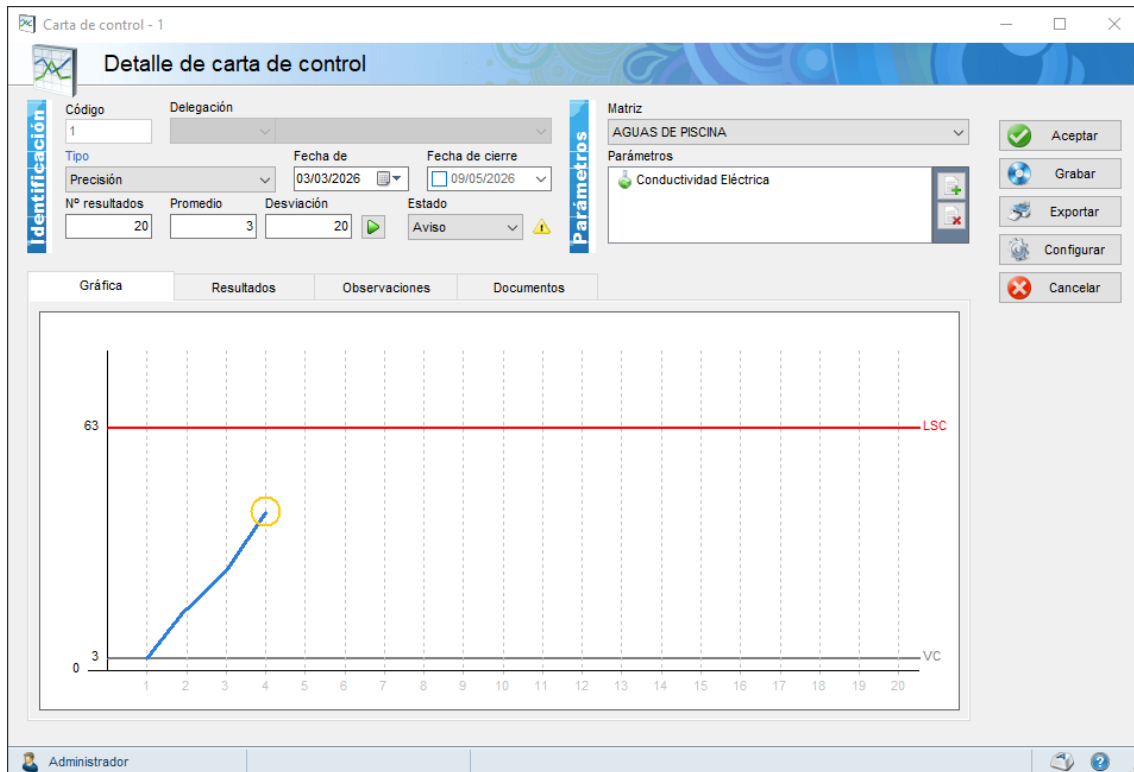 Carta de control - 1
Detalle de carta de control
Identificación
Código
Delegación
1
Tipo
Fecha de
Fecha de cierre
Precisión
03/03/2026
09/05/2026
Nº resultados
Promedio
Desviación
Estado
20
3
20
Aviso
Parámetros
Matriz
AGUAS DE PISCINA
Parámetros
Conductividad Eléctrica
Aceptar
Grabar
Exportar
Configurar
Cancelar
Gráfica
Resultados
Observaciones
Documentos
63
LSC
3
VC
0
1 2 3 4 5 6 7 8 9 10 11 12 13 14 15 16 17 18 19 20
Administrador